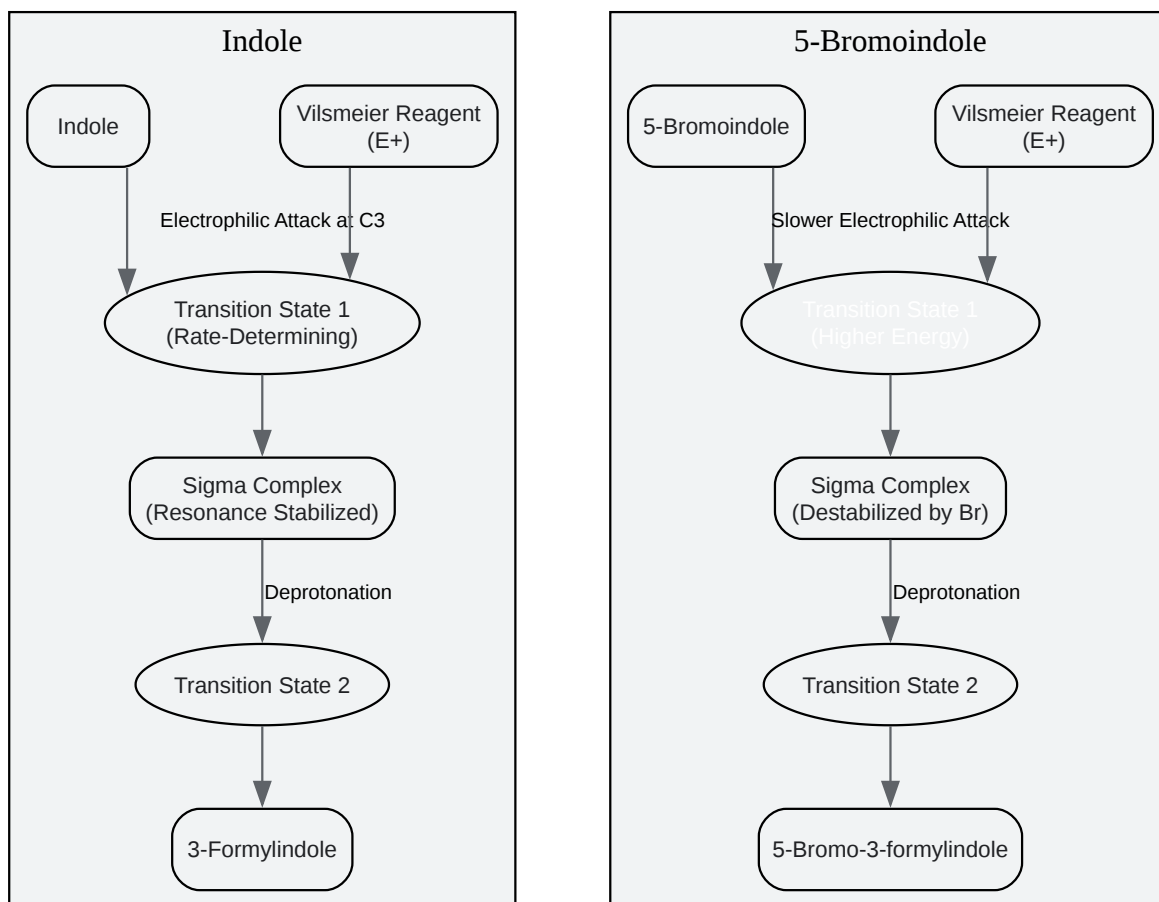 Indole
Indole
Vilsmeier Reagent
(E+)
Electrophilic Attack at C3
Transition State 1
(Rate-Determining)
Sigma Complex
(Resonance Stabilized)
Deprotonation
Transition State 2
3-Formylindole
5-Bromoindole
5-Bromoindole
Vilsmeier Reagent
(E+)
Slower Electrophilic Attack
Transition State 1
(Higher Energy)
Sigma Complex
(Destabilized by Br)
Deprotonation
Transition State 2
5-Bromo-3-formylindole